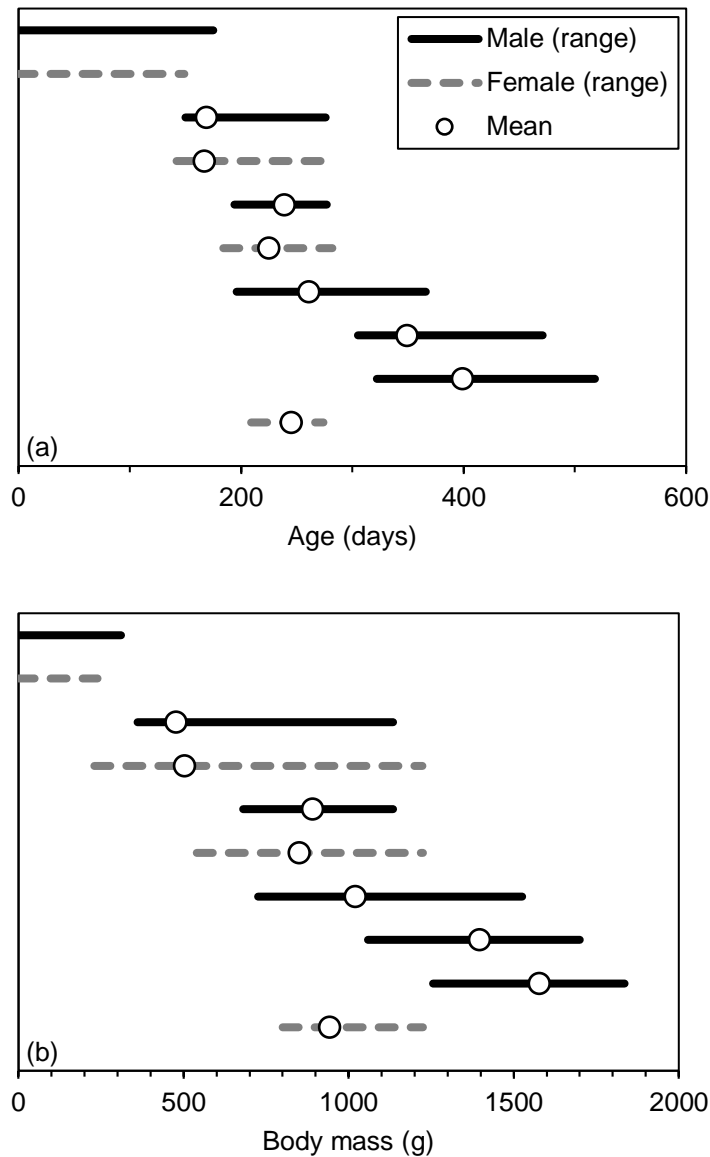 Male (range)
Female (range)
Mean
(a)
0 200 400 600
Age (days)
(b)
0 500 1000 1500 2000
Body mass (g)